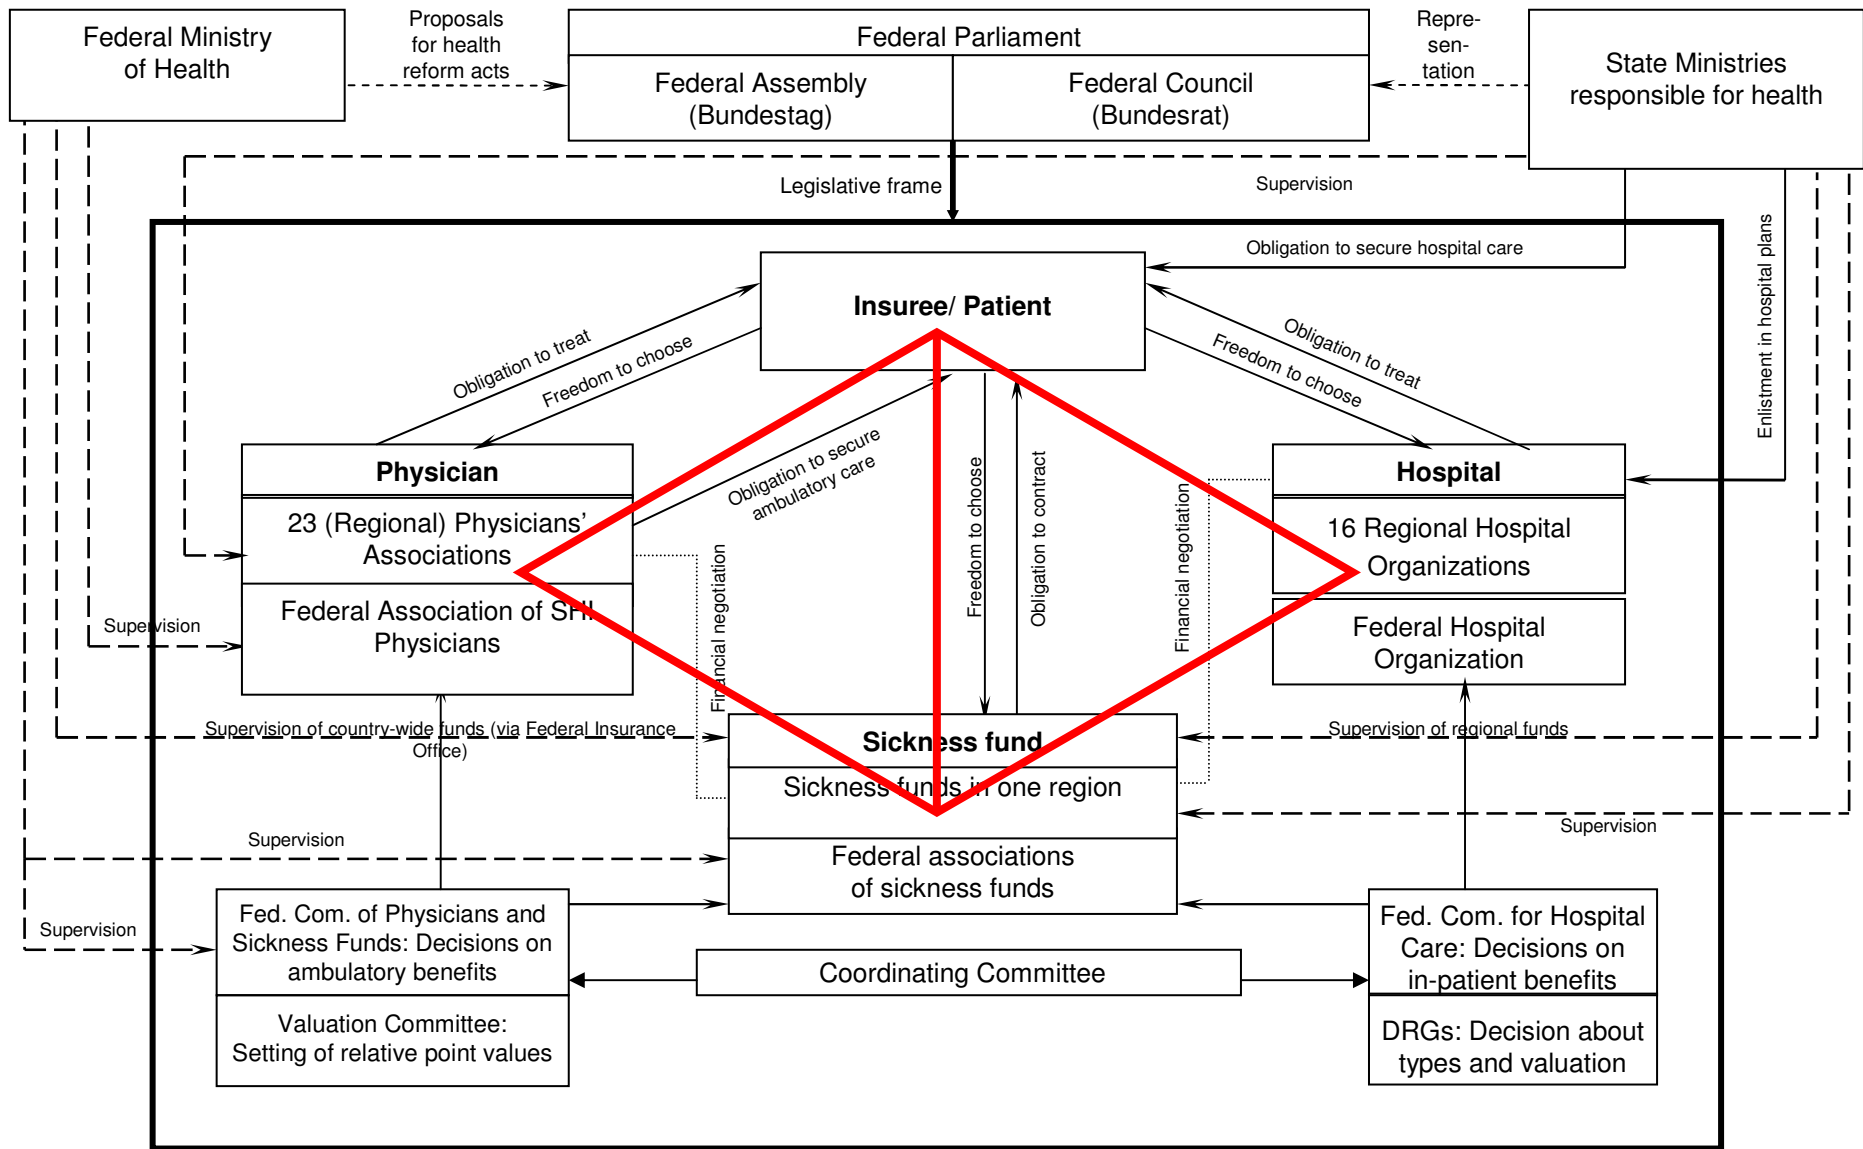 Federal Ministry
of Health
Proposals
for health
reform acts
Federal Parliament
Federal Assembly
(Bundestag)
Federal Council
(Bundesrat)
Repre-
sen-
tation
State Ministries
responsible for health
Legislative frame
Supervision
Obligation to secure hospital care
Enlistment in hospital plans
Insuree/ Patient
Obligation to treat
Freedom to choose
Obligation to treat
Freedom to choose
Obligation to secure
ambulatory care
Freedom to choose
Obligation to contract
Physician
23 (Regional) Physicians’
Associations
Federal Association of SHI
Physicians
Supervision
Financial negotiation
Financial negotiation
Hospital
16 Regional Hospital
Organizations
Federal Hospital
Organization
Supervision of country-wide funds (via Federal Insurance
Office)
Sickness fund
Sickness funds in one region
Federal associations
of sickness funds
Supervision of regional funds
Supervision
Supervision
Supervision
Fed. Com. of Physicians and
Sickness Funds: Decisions on
ambulatory benefits
Valuation Committee:
Setting of relative point values
Coordinating Committee
Fed. Com. for Hospital
Care: Decisions on
in-patient benefits
DRGs: Decision about
types and valuation